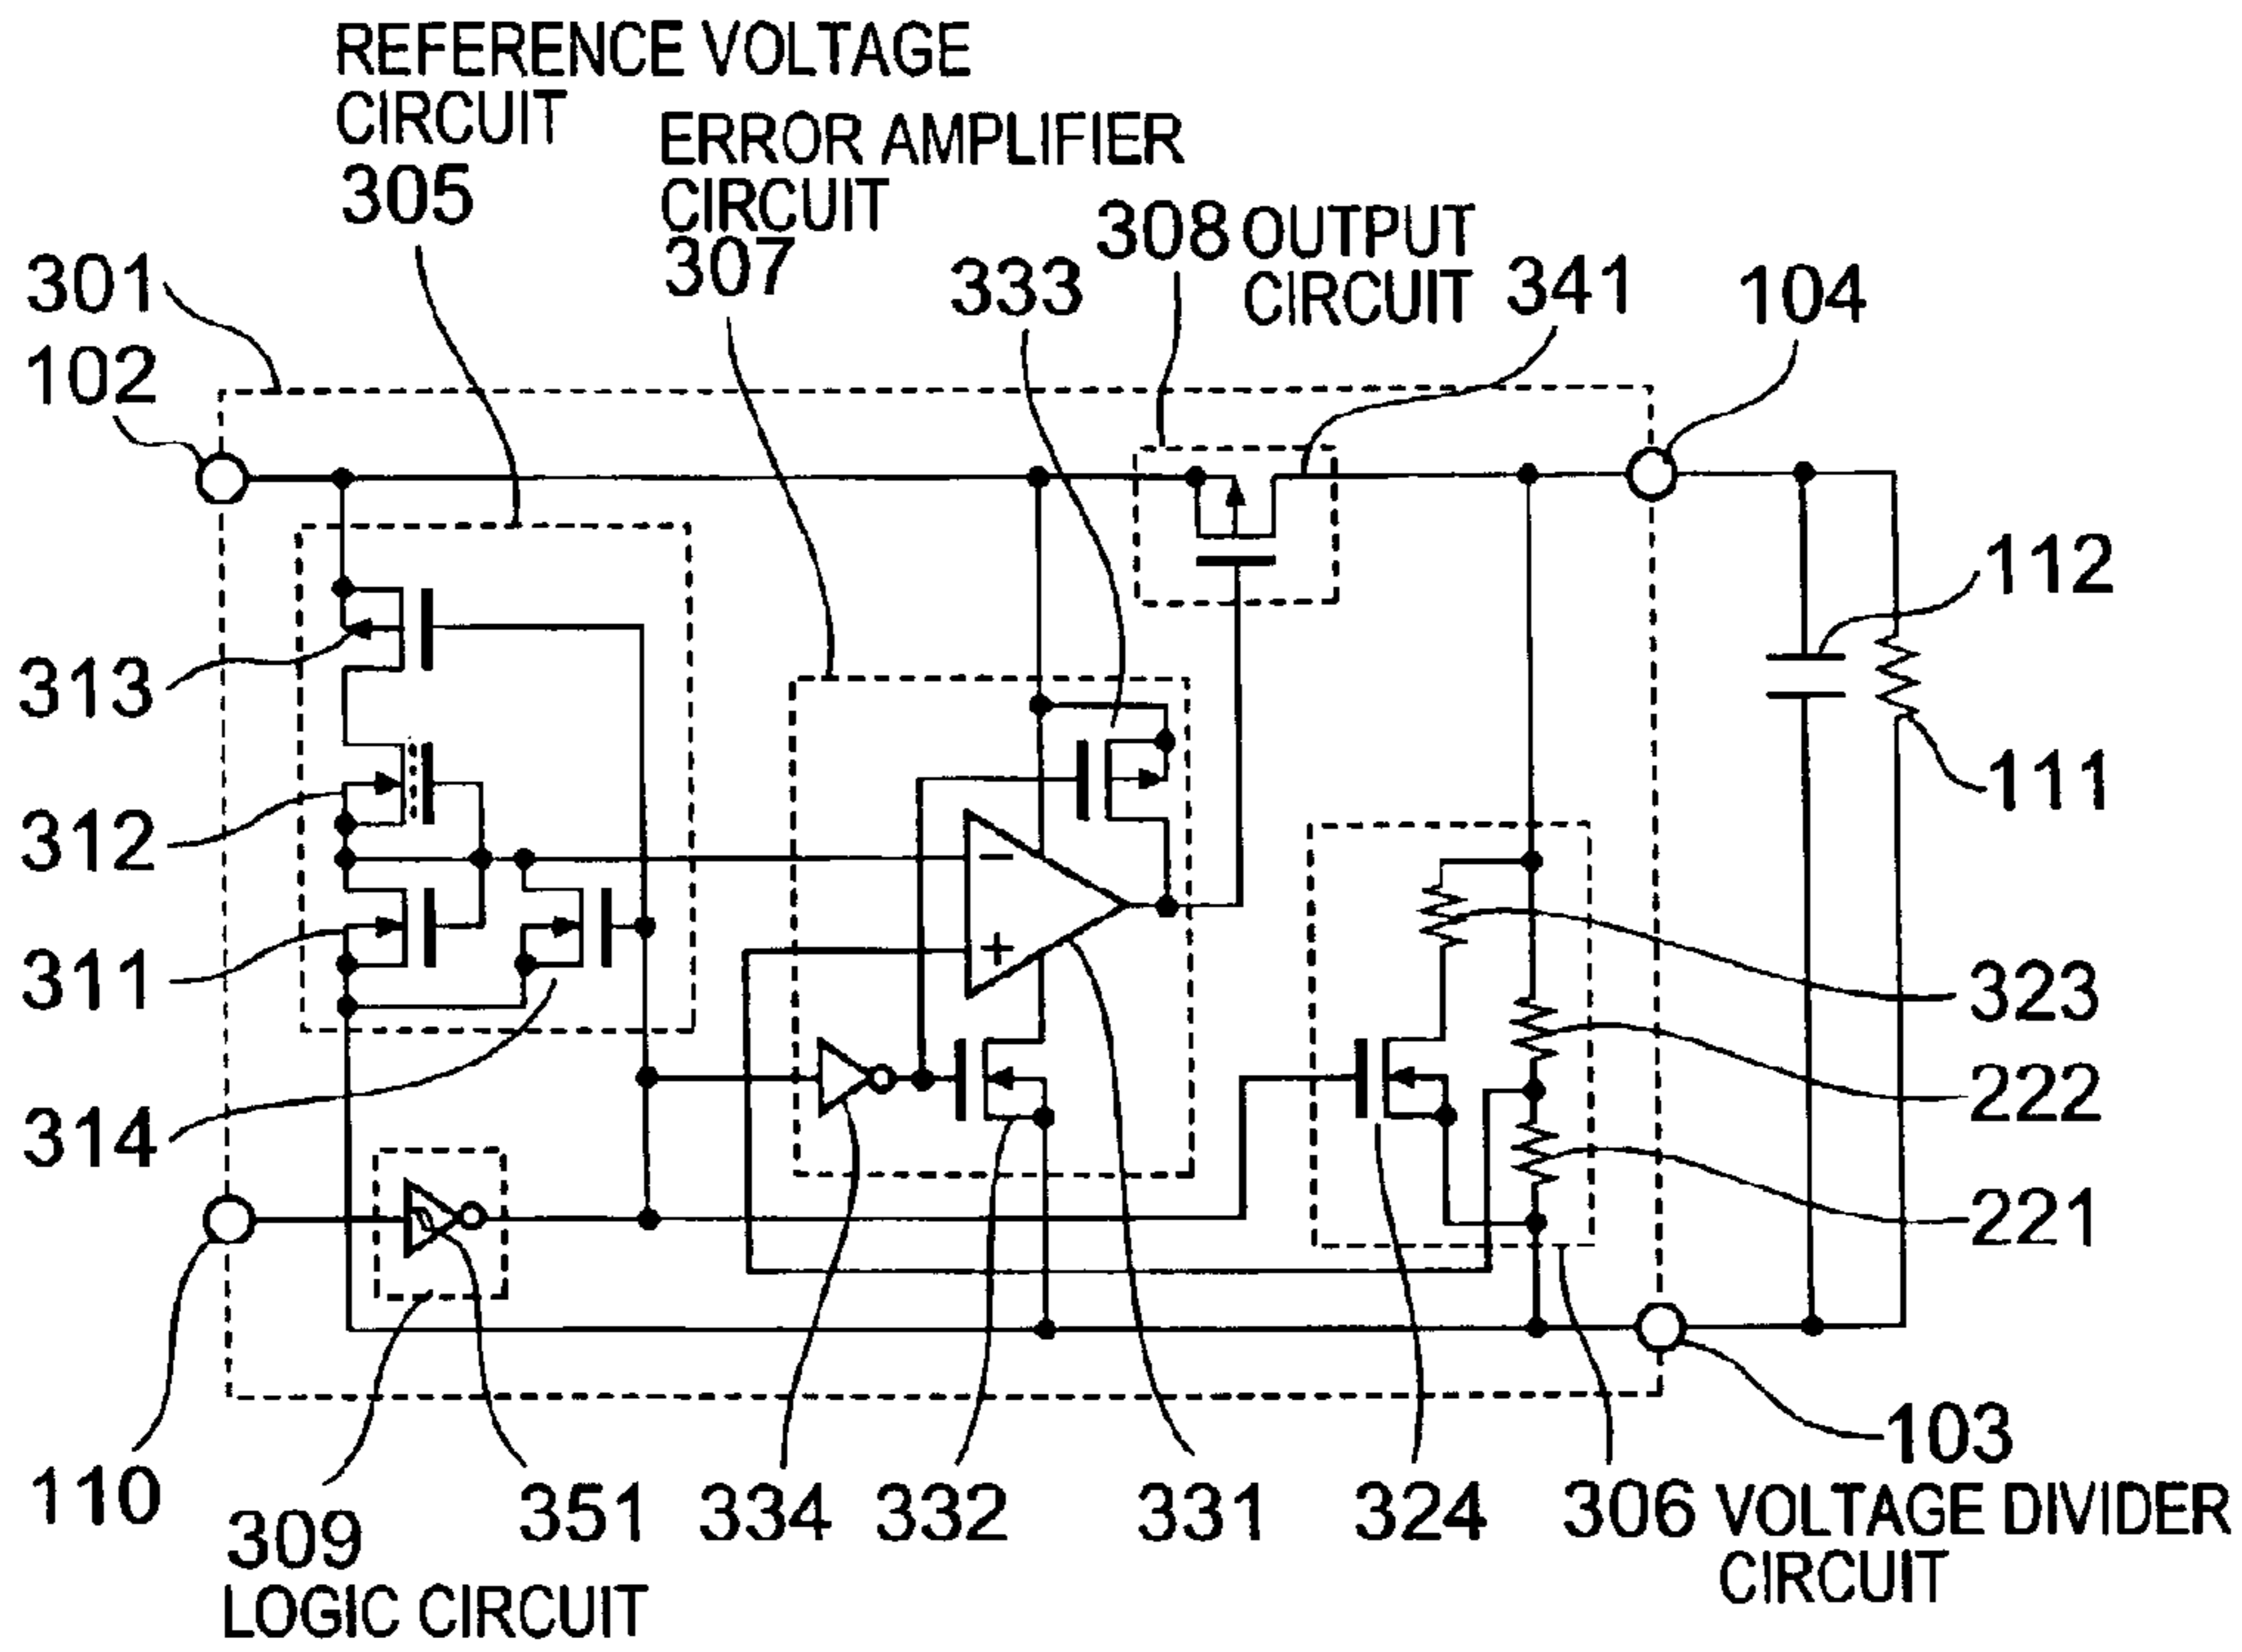 REFERENCE VOLTAGE
CIRCUIT
305
ERROR AMPLIFIER
CIRCUIT
307
308 OUTPUT
CIRCUIT
333
341
104
301
102
112
111
313
312
311
314
323
222
221
−
+
110
309
LOGIC CIRCUIT
351
334
332
331
324
306 VOLTAGE DIVIDER
CIRCUIT
103